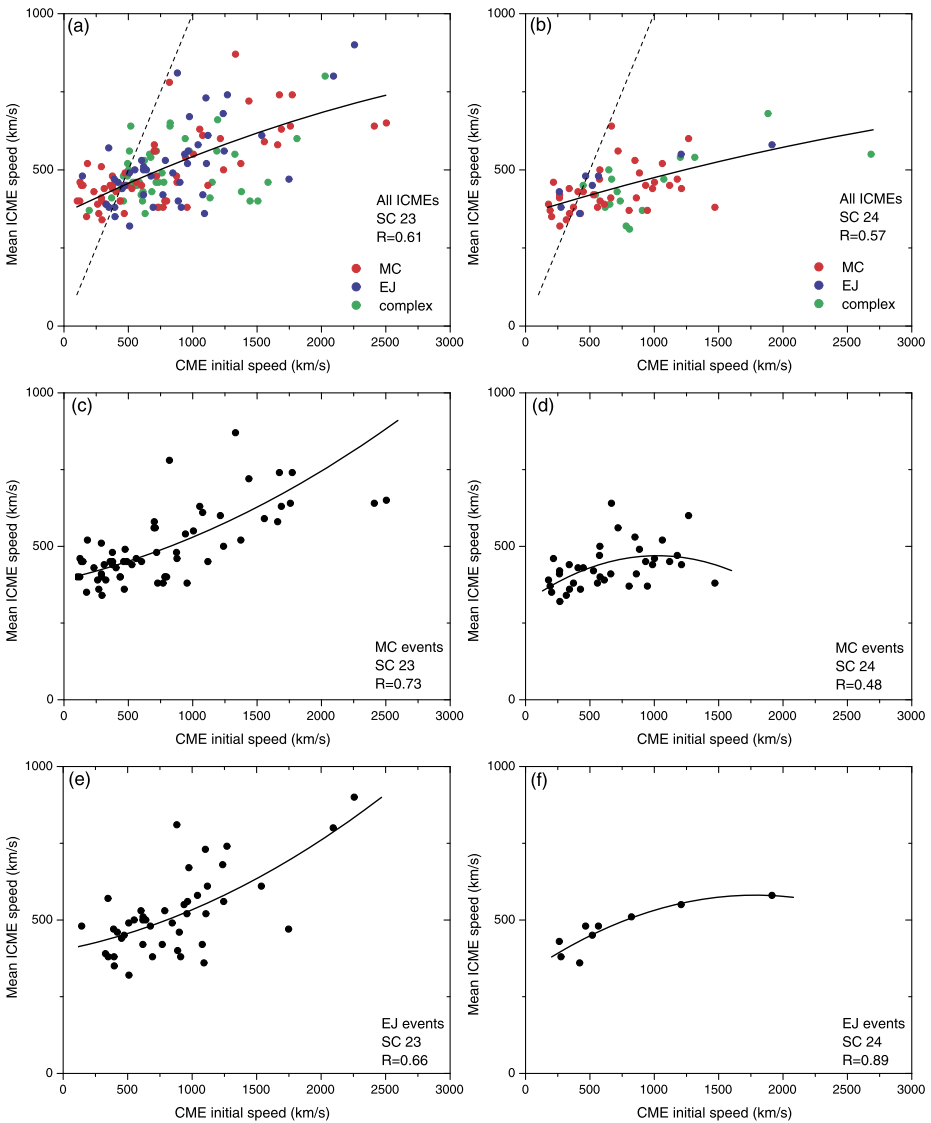 (a)
1000
500
0
Mean ICME speed (km/s)
All ICMEs
SC 23
R=0.61
MC
EJ
complex
0 500 1000 1500 2000 2500 3000
CME initial speed (km/s)
(b)
1000
500
0
Mean ICME speed (km/s)
All ICMEs
SC 24
R=0.57
MC
EJ
complex
0 500 1000 1500 2000 2500 3000
CME initial speed (km/s)
(c)
1000
500
0
Mean ICME speed (km/s)
MC events
SC 23
R=0.73
0 500 1000 1500 2000 2500 3000
CME initial speed (km/s)
(d)
1000
500
0
Mean ICME speed (km/s)
MC events
SC 24
R=0.48
0 500 1000 1500 2000 2500 3000
CME initial speed (km/s)
(e)
1000
500
0
Mean ICME speed (km/s)
EJ events
SC 23
R=0.66
0 500 1000 1500 2000 2500 3000
CME initial speed (km/s)
(f)
1000
500
0
Mean ICME speed (km/s)
EJ events
SC 24
R=0.89
0 500 1000 1500 2000 2500 3000
CME initial speed (km/s)